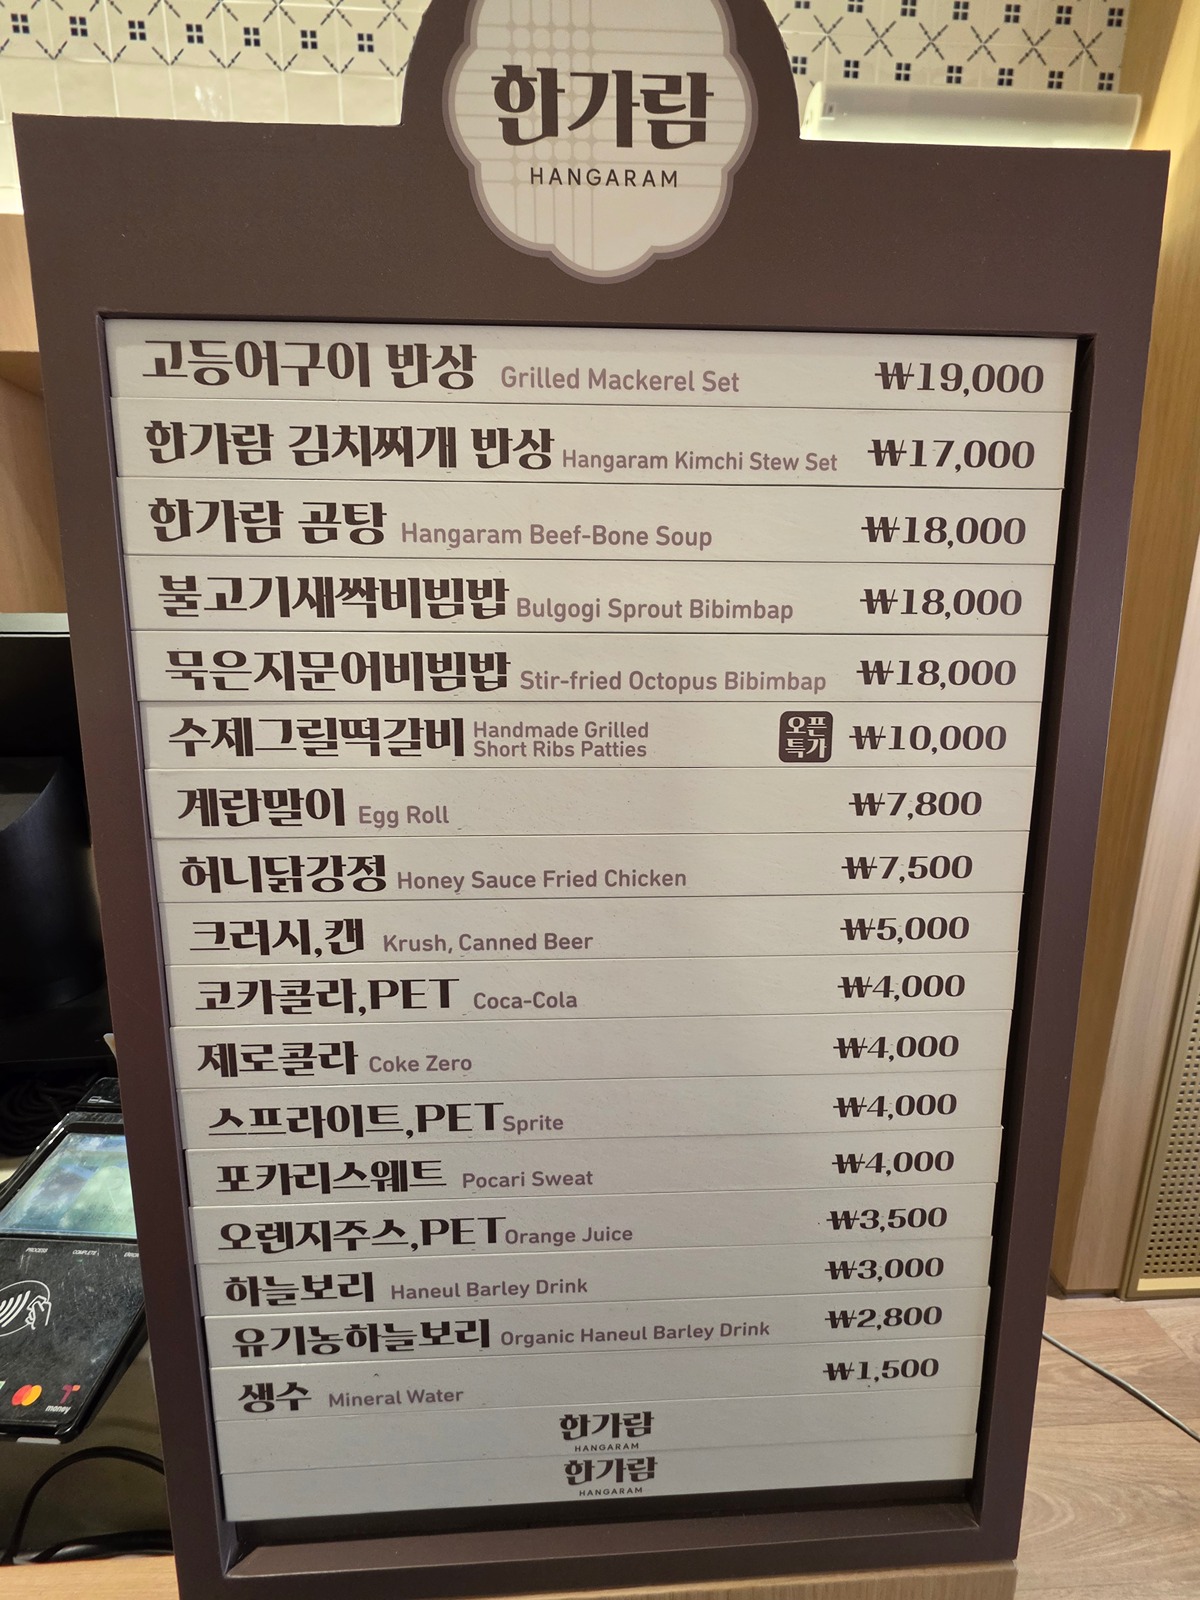 한가람
HANGARAM
고등어구이 반상 Grilled Mackerel Set ₩19,000
한가람 김치찌개 반상 Hangaram Kimchi Stew Set ₩17,000
한가람 곰탕 Hangaram Beef-Bone Soup ₩18,000
불고기새싹비빔밥 Bulgogi Sprout Bibimbap ₩18,000
묵은지문어비빔밥 Stir-fried Octopus Bibimbap ₩18,000
수제그릴떡갈비 Handmade Grilled Short Ribs Patties 오픈특가 ₩10,000
계란말이 Egg Roll ₩7,800
허니닭강정 Honey Sauce Fried Chicken ₩7,500
크러시,캔 Krush, Canned Beer ₩5,000
코카콜라,PET Coca-Cola ₩4,000
제로콜라 Coke Zero ₩4,000
스프라이트,PET Sprite ₩4,000
포카리스웨트 Pocari Sweat ₩4,000
오렌지주스,PET Orange Juice ₩3,500
하늘보리 Haneul Barley Drink ₩3,000
유기농하늘보리 Organic Haneul Barley Drink ₩2,800
생수 Mineral Water ₩1,500
한가람
HANGARAM
한가람
HANGARAM
money